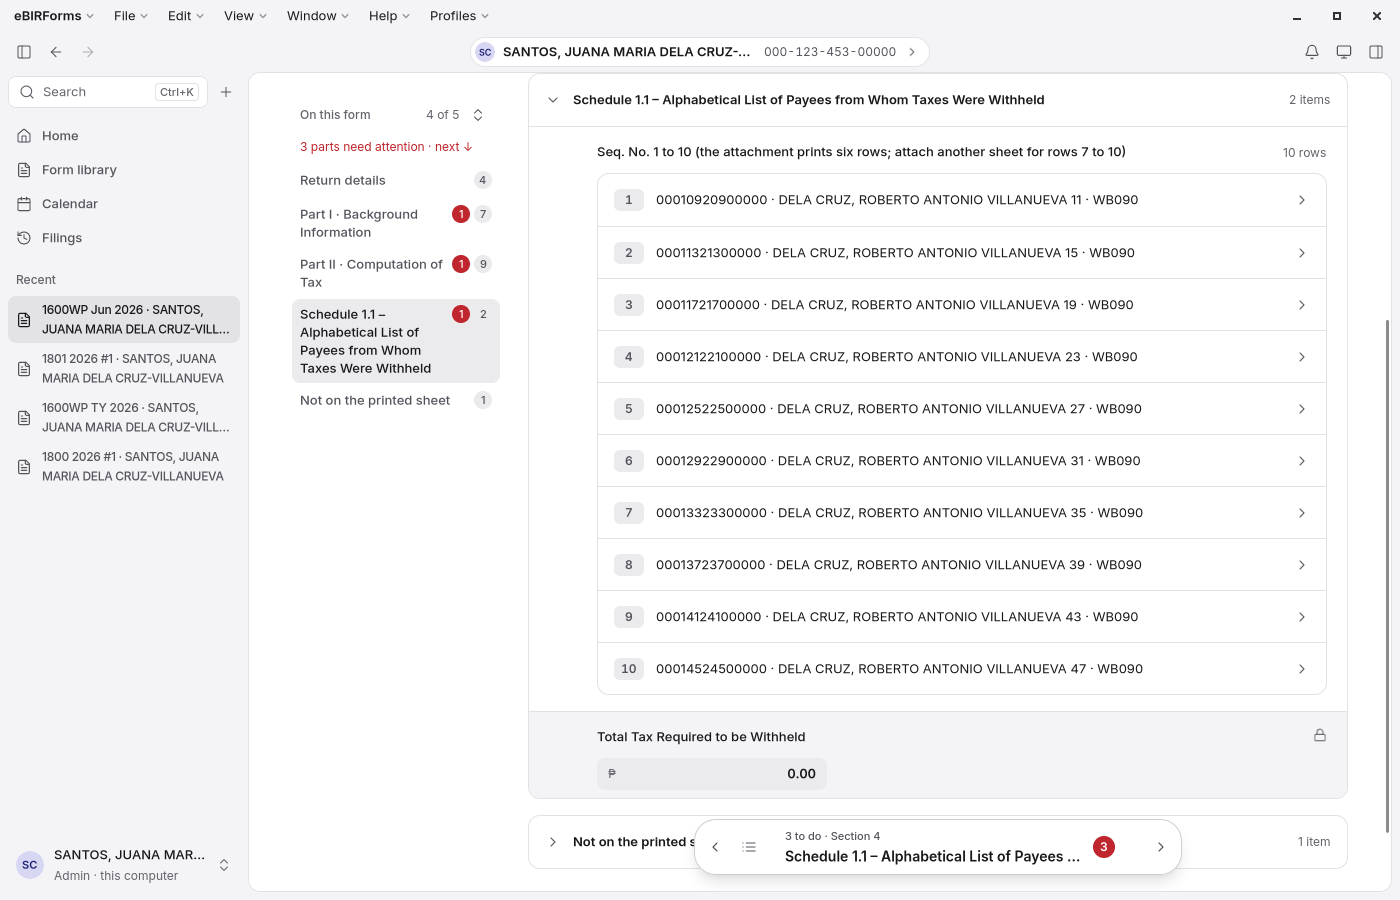 eBIRForms File Edit View Window Help Profiles
SC SANTOS, JUANA MARIA DELA CRUZ-... 000-123-453-00000
Search Ctrl+K
Home
Form library
Calendar
Filings
Recent
1600WP Jun 2026 · SANTOS,
JUANA MARIA DELA CRUZ-VILL...
1801 2026 #1 · SANTOS, JUANA
MARIA DELA CRUZ-VILLANUEVA
1600WP TY 2026 · SANTOS,
JUANA MARIA DELA CRUZ-VILL...
1800 2026 #1 · SANTOS, JUANA
MARIA DELA CRUZ-VILLANUEVA
SC SANTOS, JUANA MAR...
Admin · this computer
On this form 4 of 5
3 parts need attention · next ↓
Return details 4
Part I · Background 1 7
Information
Part II · Computation of 1 9
Tax
Schedule 1.1 – 1 2
Alphabetical List of
Payees from Whom
Taxes Were Withheld
Not on the printed sheet 1
Schedule 1.1 – Alphabetical List of Payees from Whom Taxes Were Withheld 2 items
Seq. No. 1 to 10 (the attachment prints six rows; attach another sheet for rows 7 to 10) 10 rows
1 00010920900000 · DELA CRUZ, ROBERTO ANTONIO VILLANUEVA 11 · WB090
2 00011321300000 · DELA CRUZ, ROBERTO ANTONIO VILLANUEVA 15 · WB090
3 00011721700000 · DELA CRUZ, ROBERTO ANTONIO VILLANUEVA 19 · WB090
4 00012122100000 · DELA CRUZ, ROBERTO ANTONIO VILLANUEVA 23 · WB090
5 00012522500000 · DELA CRUZ, ROBERTO ANTONIO VILLANUEVA 27 · WB090
6 00012922900000 · DELA CRUZ, ROBERTO ANTONIO VILLANUEVA 31 · WB090
7 00013323300000 · DELA CRUZ, ROBERTO ANTONIO VILLANUEVA 35 · WB090
8 00013723700000 · DELA CRUZ, ROBERTO ANTONIO VILLANUEVA 39 · WB090
9 00014124100000 · DELA CRUZ, ROBERTO ANTONIO VILLANUEVA 43 · WB090
10 00014524500000 · DELA CRUZ, ROBERTO ANTONIO VILLANUEVA 47 · WB090
Total Tax Required to be Withheld
₱ 0.00
Not on the printed 1 item
3 to do · Section 4
Schedule 1.1 – Alphabetical List of Payees ... 3